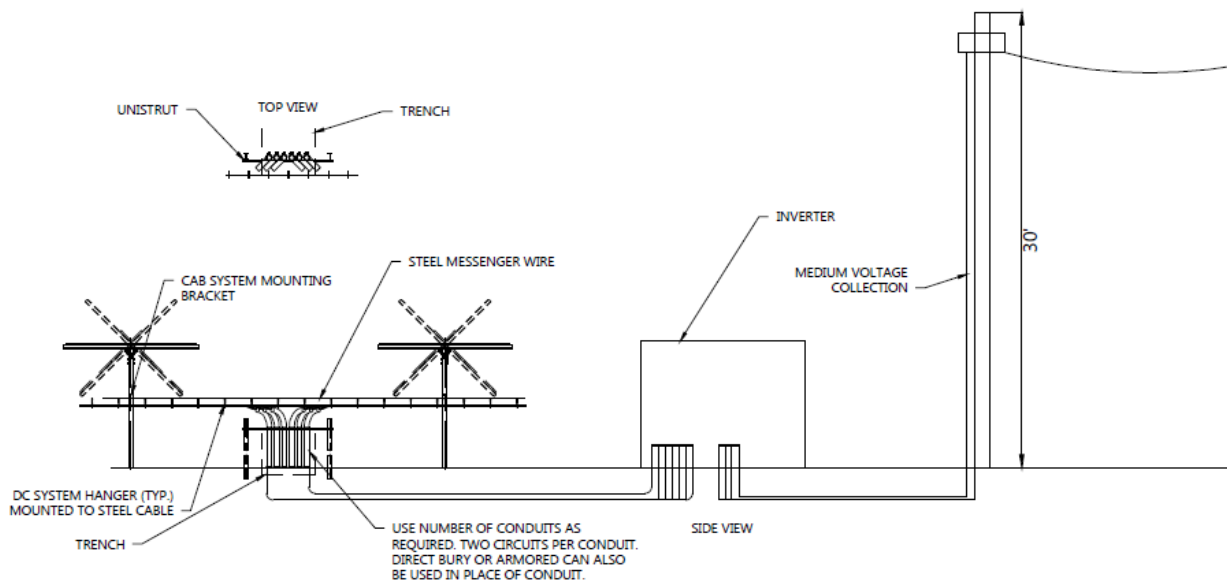 TOP VIEW
UNISTRUT
TRENCH
INVERTER
STEEL MESSENGER WIRE
CAB SYSTEM MOUNTING
BRACKET
MEDIUM VOLTAGE
COLLECTION
30'
DC SYSTEM HANGER (TYP.)
MOUNTED TO STEEL CABLE
TRENCH
USE NUMBER OF CONDUITS AS
REQUIRED. TWO CIRCUITS PER CONDUIT.
DIRECT BURY OR ARMORED CAN ALSO
BE USED IN PLACE OF CONDUIT.
SIDE VIEW